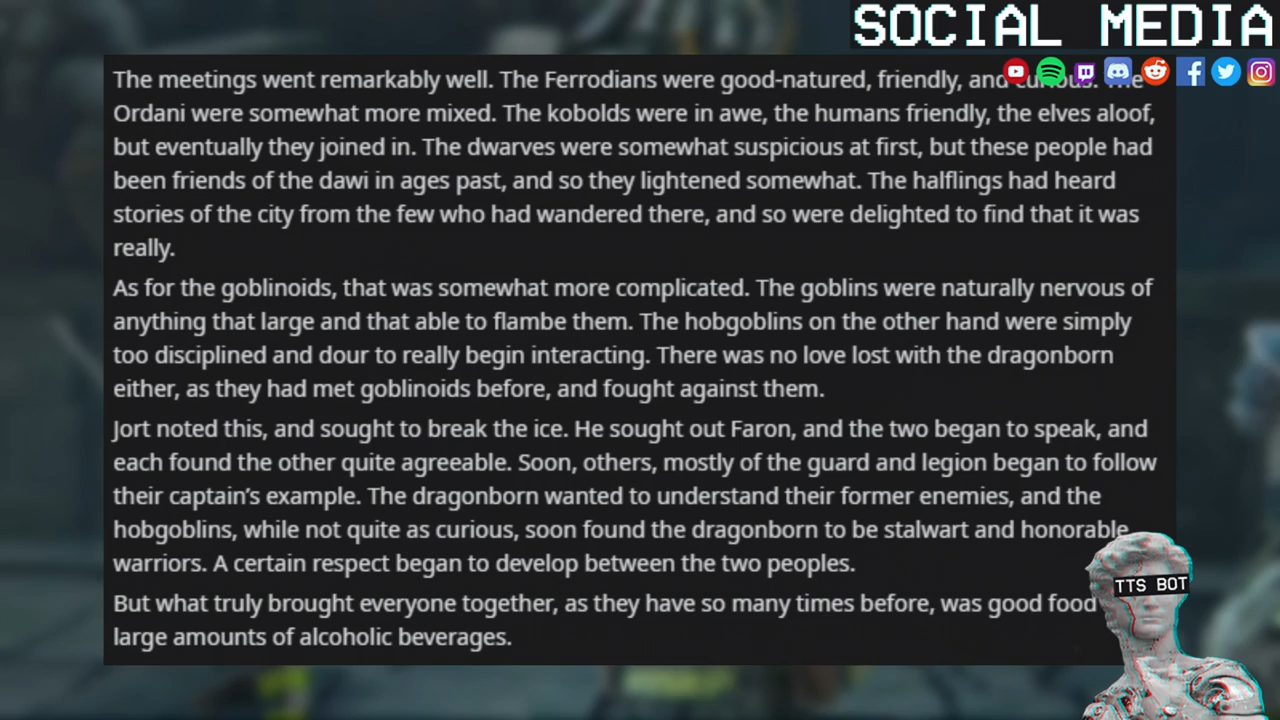 SOCIAL MEDIA
The meetings went remarkably well. The Ferrodians were good-natured, friendly, and curious. The
Ordani were somewhat more mixed. The kobolds were in awe, the humans friendly, the elves aloof,
but eventually they joined in. The dwarves were somewhat suspicious at first, but these people had
been friends of the dawi in ages past, and so they lightened somewhat. The halflings had heard
stories of the city from the few who had wandered there, and so were delighted to find that it was
really.
As for the goblinoids, that was somewhat more complicated. The goblins were naturally nervous of
anything that large and that able to flambe them. The hobgoblins on the other hand were simply
too disciplined and dour to really begin interacting. There was no love lost with the dragonborn
either, as they had met goblinoids before, and fought against them.
Jort noted this, and sought to break the ice. He sought out Faron, and the two began to speak, and
each found the other quite agreeable. Soon, others, mostly of the guard and legion began to follow
their captain's example. The dragonborn wanted to understand their former enemies, and the
hobgoblins, while not quite as curious, soon found the dragonborn to be stalwart and honorable
warriors. A certain respect began to develop between the two peoples.
But what truly brought everyone together, as they have so many times before, was good food
large amounts of alcoholic beverages.
TTS BOT